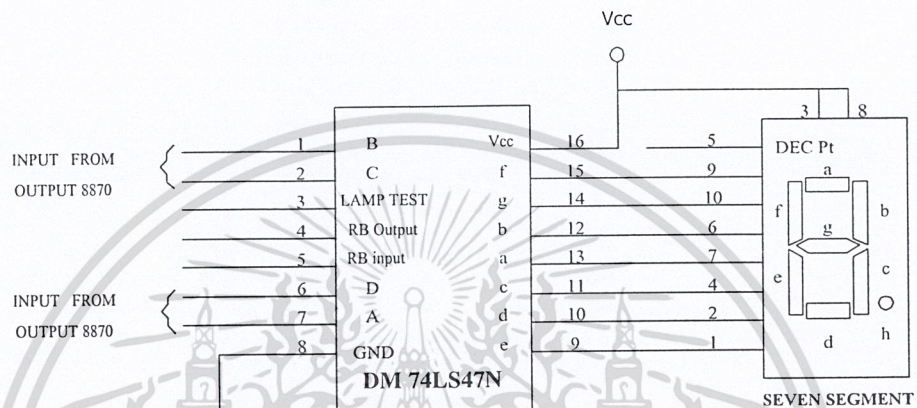 Vcc
3 8
1 B Vcc 16 5 DEC Pt
INPUT FROM
OUTPUT 8870
2 C f 15 9 a
3 LAMP TEST g 14 10 f g b
4 RB Output b 12 6
5 RB input a 13 7
6 D c 11 4 e c
INPUT FROM
OUTPUT 8870
7 A d 10 2
8 GND e 9 1 d h
DM 74LS47N
SEVEN SEGMENT